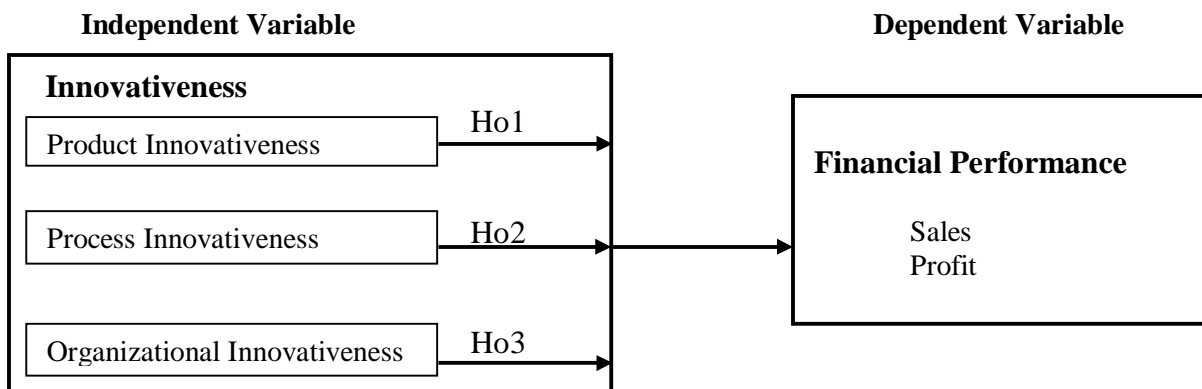 Independent Variable
Dependent Variable
Innovativeness
Product Innovativeness
Ho1
Process Innovativeness
Ho2
Organizational Innovativeness
Ho3
Financial Performance
Sales
Profit